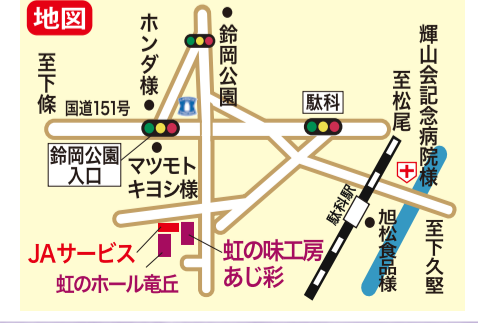 地図
鈴岡公園
ホンダ様
至下條
国道151号
駄科
至松尾
輝山会記念病院様
鈴岡公園
入口
マツモト
キヨシ様
駄科駅
旭松食品様
至下久堅
JAサービス
虹のホール竜丘
虹の味工房
あじ彩